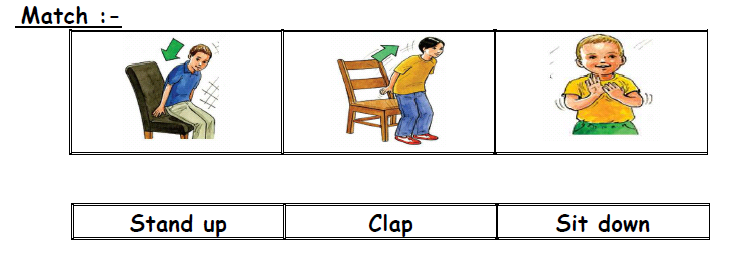 Match :-
Stand up Clap Sit down